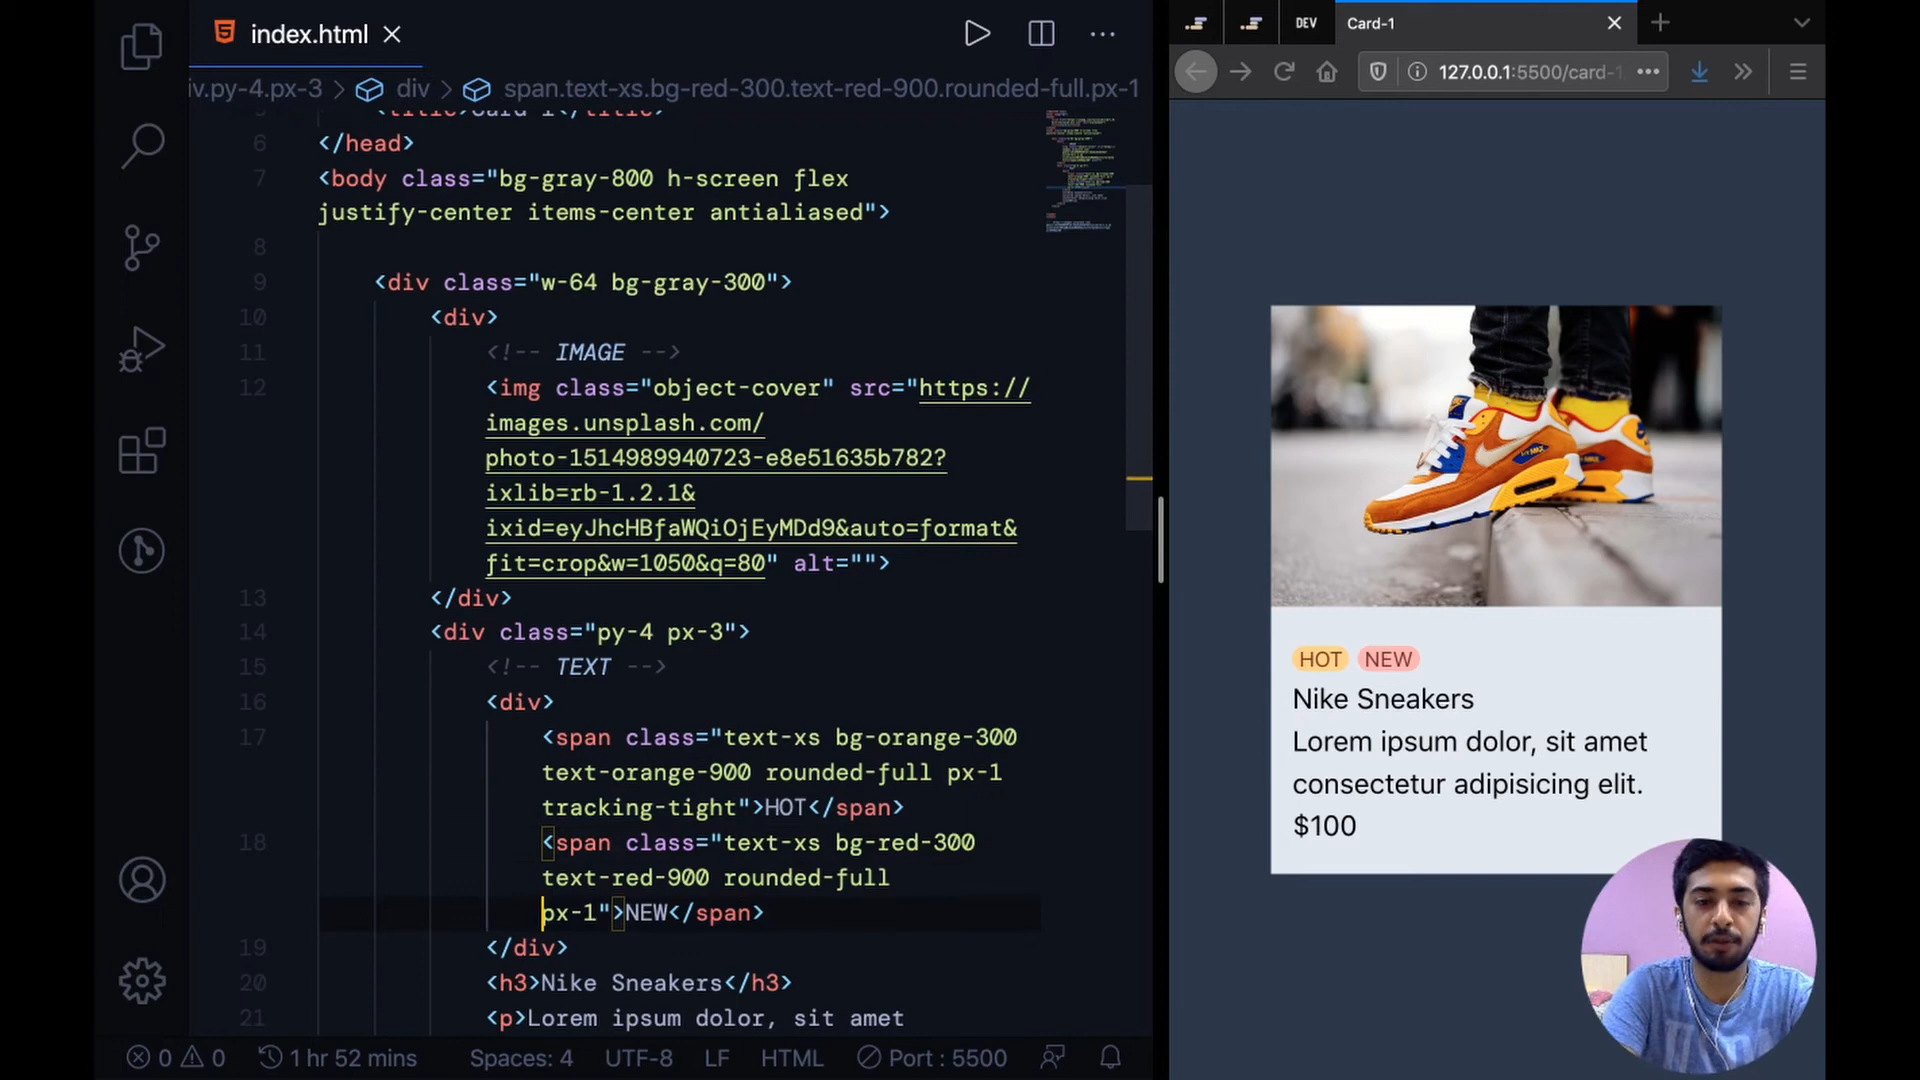 index.html
iv.py-4.px-3 > div > span.text-xs.bg-red-300.text-red-900.rounded-full.px-1
5 <title>Card 1</title>
6 </head>
7 <body class="bg-gray-800 h-screen flex
justify-center items-center antialiased">
8
9 <div class="w-64 bg-gray-300">
10 <div>
11 <!-- IMAGE -->
12 <img class="object-cover" src="https://
images.unsplash.com/
photo-1514989940723-e8e51635b782?
ixlib=rb-1.2.1&
ixid=eyJhcHBfaWQiOjEyMDd9&auto=format&
fit=crop&w=1050&q=80" alt="">
13 </div>
14 <div class="py-4 px-3">
15 <!-- TEXT -->
16 <div>
17 <span class="text-xs bg-orange-300
text-orange-900 rounded-full px-1
tracking-tight">HOT</span>
18 <span class="text-xs bg-red-300
text-red-900 rounded-full
px-1">NEW</span>
19 </div>
20 <h3>Nike Sneakers</h3>
21 <p>Lorem ipsum dolor, sit amet
0 0 1 hr 52 mins Spaces: 4 UTF-8 LF HTML Port : 5500
DEV Card-1
127.0.0.1:5500/card-1
HOT NEW
Nike Sneakers
Lorem ipsum dolor, sit amet
consectetur adipisicing elit.
$100